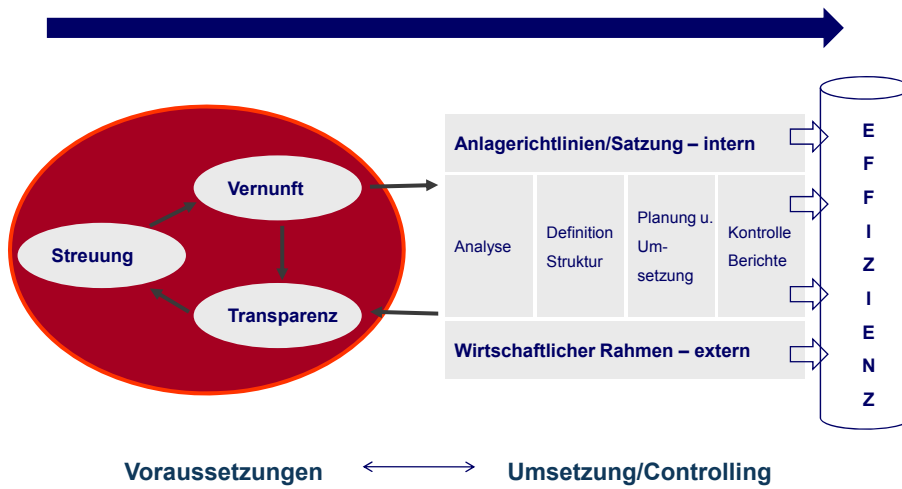 Vernunft
Streuung
Transparenz
Anlagerichtlinien/Satzung – intern
Analyse
Definition
Struktur
Planung u.
Um-
setzung
Kontrolle
Berichte
Wirtschaftlicher Rahmen – extern
E
F
F
I
Z
I
E
N
Z
Voraussetzungen
Umsetzung/Controlling